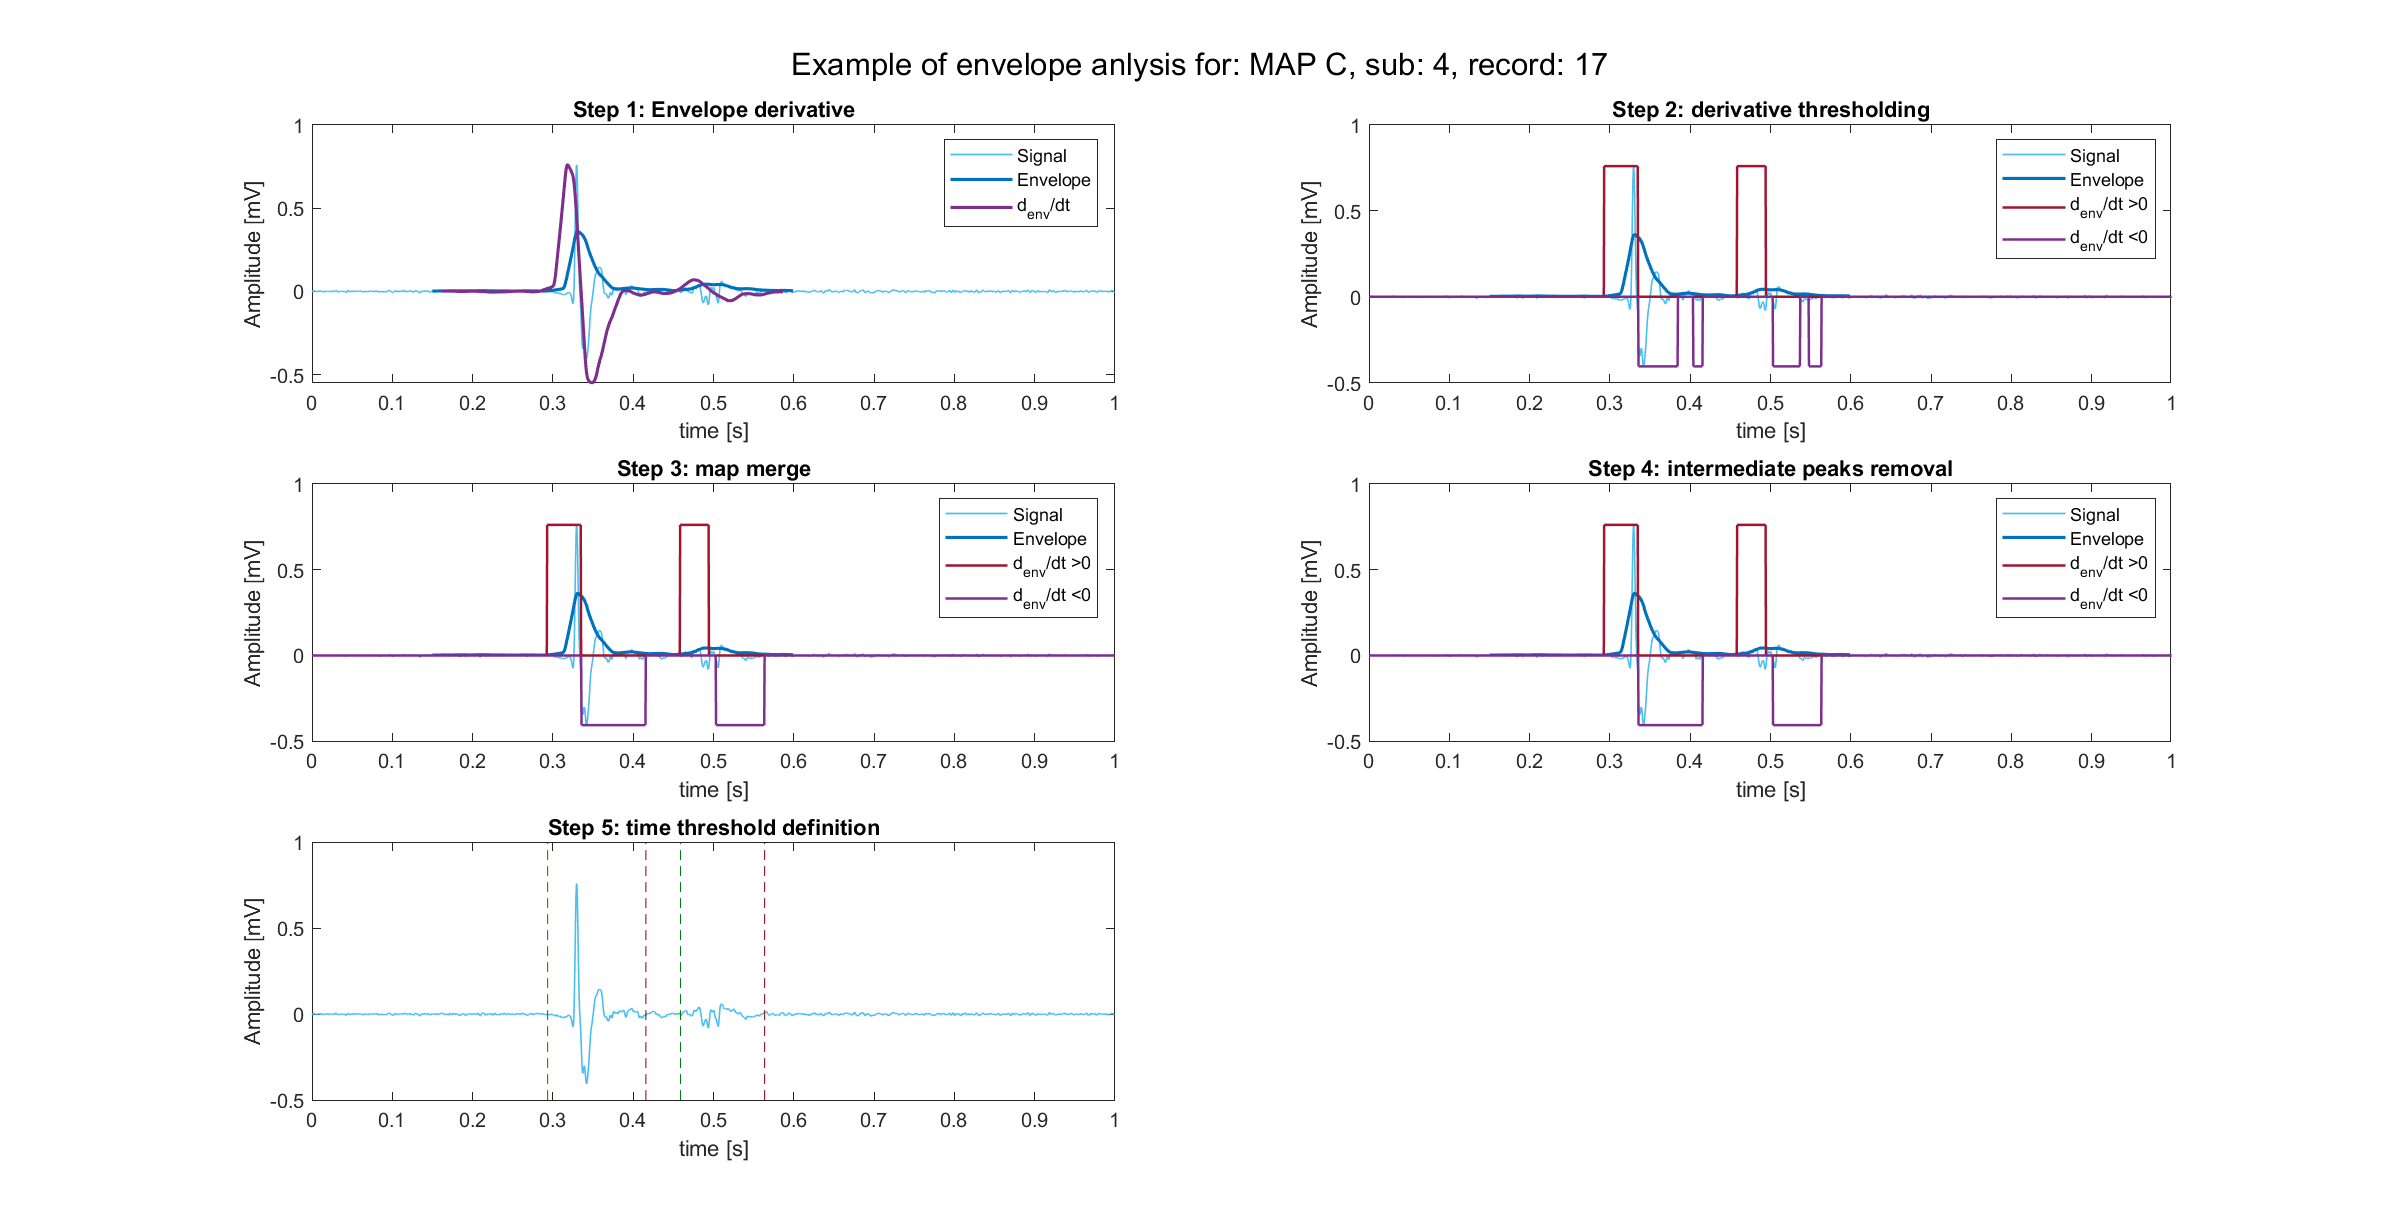 Example of envelope anlysis for: MAP C, sub: 4, record: 17
Step 1: Envelope derivative
1
0.5
0
-0.5
Amplitude [mV]
0 0.1 0.2 0.3 0.4 0.5 0.6 0.7 0.8 0.9 1
time [s]
Signal
Envelope
denv/dt
Step 2: derivative thresholding
1
0.5
0
-0.5
Amplitude [mV]
0 0.1 0.2 0.3 0.4 0.5 0.6 0.7 0.8 0.9 1
time [s]
Signal
Envelope
denv/dt >0
denv/dt <0
Step 3: map merge
1
0.5
0
-0.5
Amplitude [mV]
0 0.1 0.2 0.3 0.4 0.5 0.6 0.7 0.8 0.9 1
time [s]
Signal
Envelope
denv/dt >0
denv/dt <0
Step 4: intermediate peaks removal
1
0.5
0
-0.5
Amplitude [mV]
0 0.1 0.2 0.3 0.4 0.5 0.6 0.7 0.8 0.9 1
time [s]
Signal
Envelope
denv/dt >0
denv/dt <0
Step 5: time threshold definition
1
0.5
0
-0.5
Amplitude [mV]
0 0.1 0.2 0.3 0.4 0.5 0.6 0.7 0.8 0.9 1
time [s]